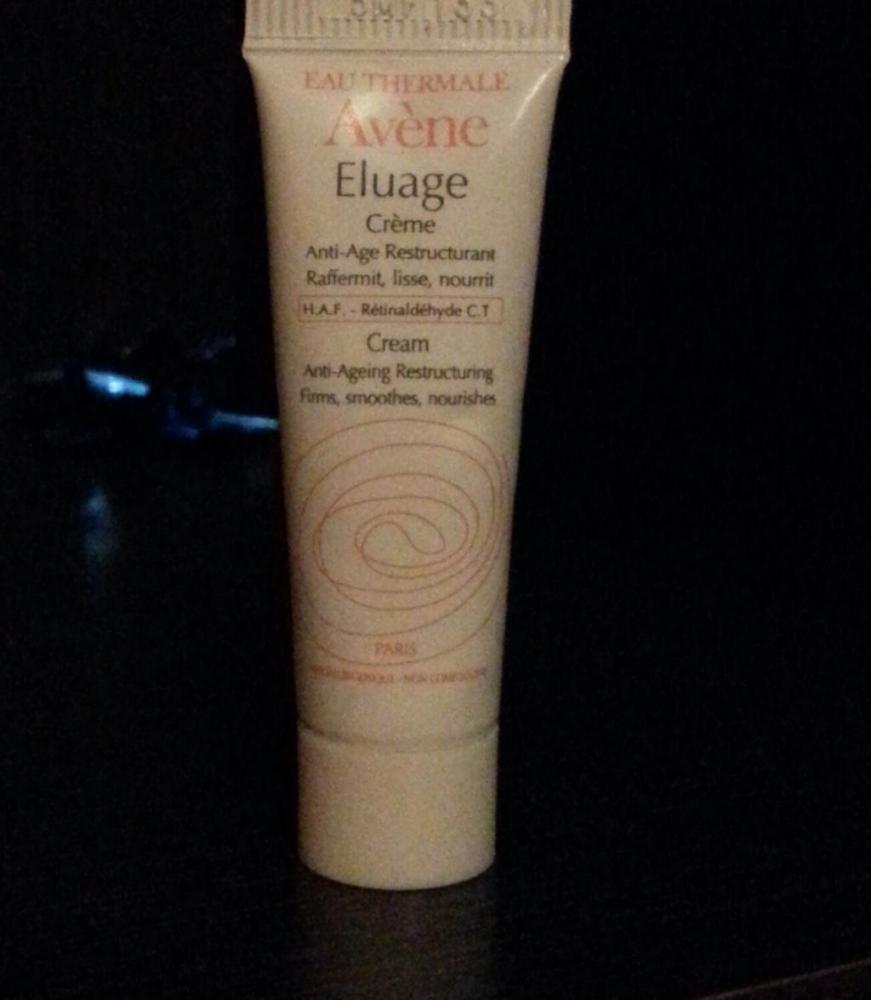 EAU THERMALE
Avène
Eluage
Crème
Anti-Age Restructurant
Raffermit, lisse, nourrit
H.A.F. - Rétinaldéhyde C.T
Cream
Anti-Ageing Restructuring
Firms, smoothes, nourishes
PARIS